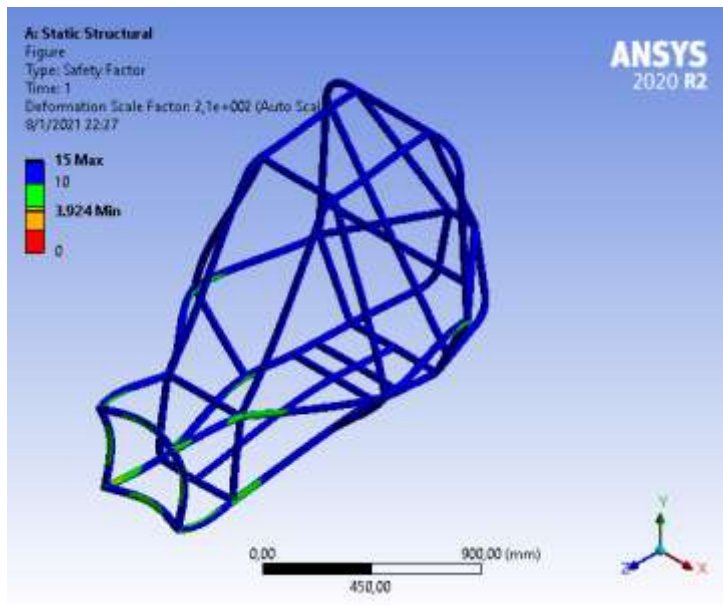 A: Static Structural
Figure
Type: Safety Factor
Time: 1
Deformation Scale Factor: 2,1e+002 (Auto Scal
8/1/2021 22:27
ANSYS
2020 R2
15 Max
10
3,924 Min
0
0,00
900,00 (mm)
450,00
Y
Z
X